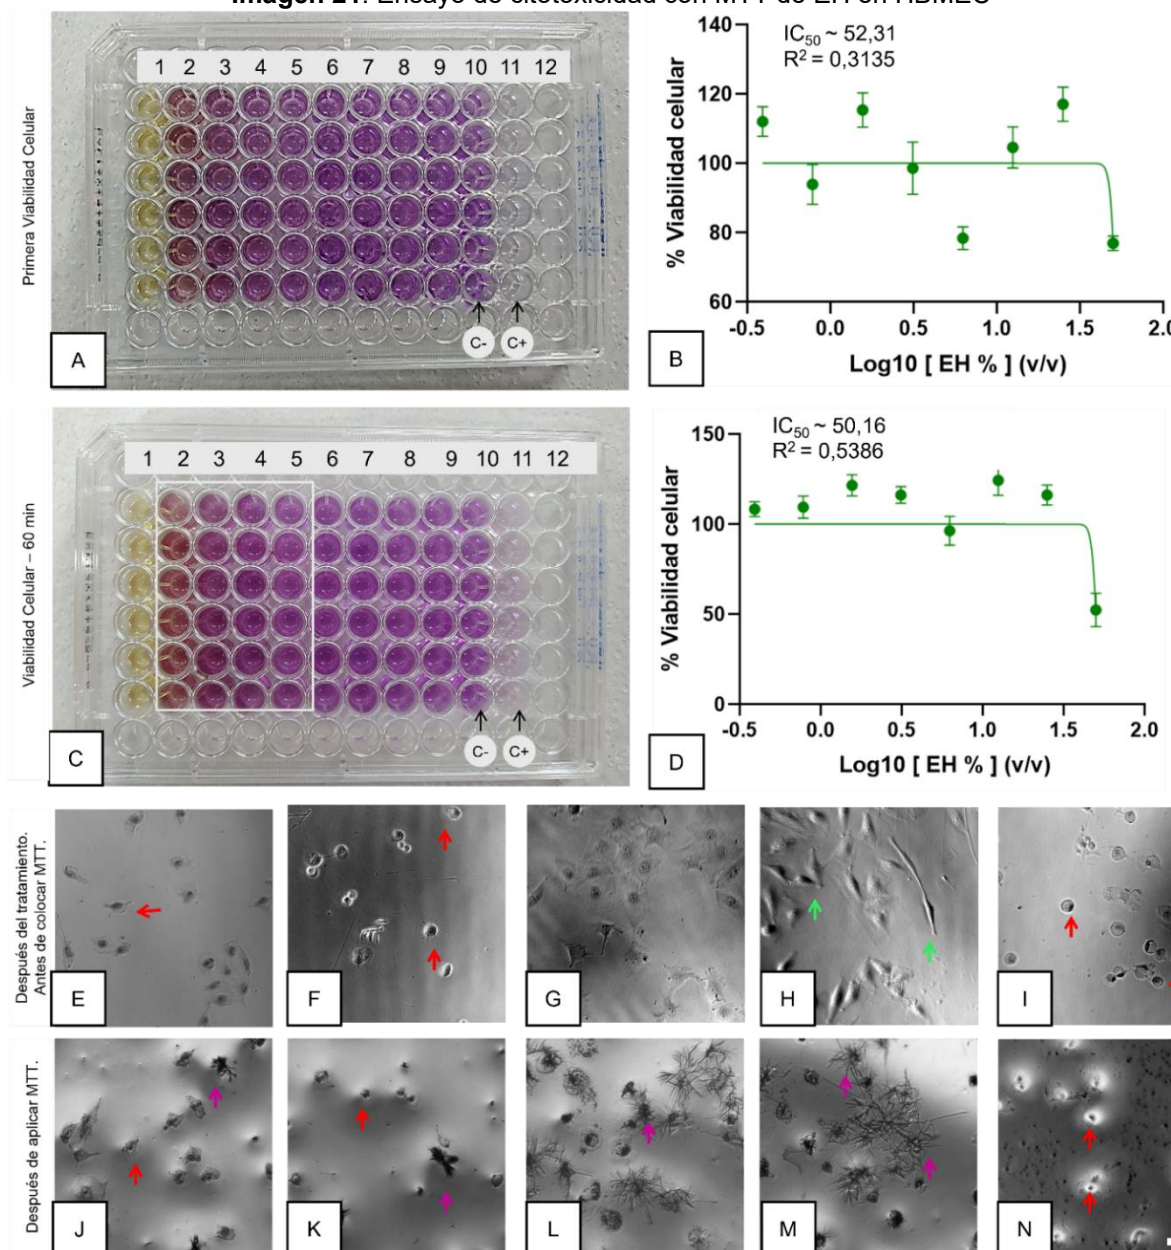 Imagen 21. Ensayo de citotoxicidad con MTT de EH en HBMEC
Primera Viabilidad Celular
1 2 3 4 5 6 7 8 9 10 11 12
C- C+
A
140
120
100
80
60
% Viabilidad celular
IC50 ~ 52,31
R² = 0,3135
-0.5 0.0 0.5 1.0 1.5 2.0
Log10 [ EH % ] (v/v)
B
Viabilidad Celular – 60 min
1 2 3 4 5 6 7 8 9 10 11 12
C- C+
C
150
100
50
0
% Viabilidad celular
IC50 ~ 50,16
R² = 0,5386
-0.5 0.0 0.5 1.0 1.5 2.0
Log10 [ EH % ] (v/v)
D
Después del tratamiento.
Antes de colocar MTT.
E F G H I
Después de aplicar MTT.
J K L M N